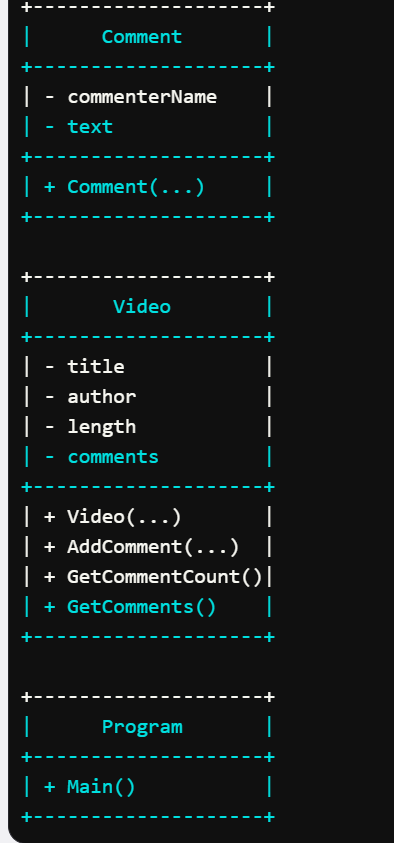 +--------------------+
|      Comment       |
+--------------------+
| - commenterName    |
| - text             |
+--------------------+
| + Comment(...)     |
+--------------------+
+--------------------+
|       Video        |
+--------------------+
| - title            |
| - author           |
| - length           |
| - comments         |
+--------------------+
| + Video(...)       |
| + AddComment(...)  |
| + GetCommentCount()|
| + GetComments()    |
+--------------------+
+--------------------+
|      Program       |
+--------------------+
| + Main()           |
+--------------------+